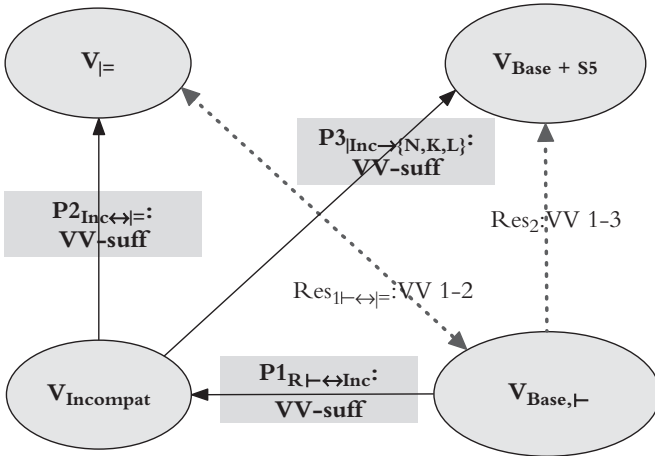 V|=
VBase + S5
P3|Inc→{N,K,L}:
VV-suff
P2Inc↔|=:
VV-suff
Res2:VV 1-3
Res1⊢↔|=:VV 1-2
P1R⊢↔Inc:
VV-suff
VIncompat
VBase,⊢